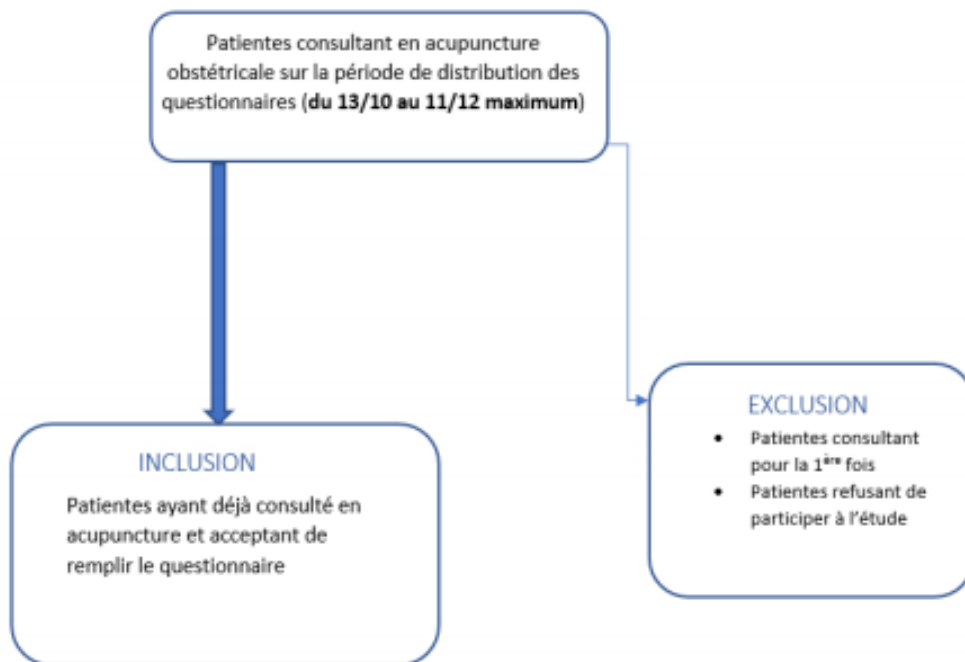 Patientes consultant en acupuncture
obstétricale sur la période de distribution des
questionnaires (du 13/10 au 11/12 maximum)
INCLUSION
Patientes ayant déjà consulté en
acupuncture et acceptant de
remplir le questionnaire
EXCLUSION
• Patientes consultant
pour la 1ère fois
• Patientes refusant de
participer à l'étude